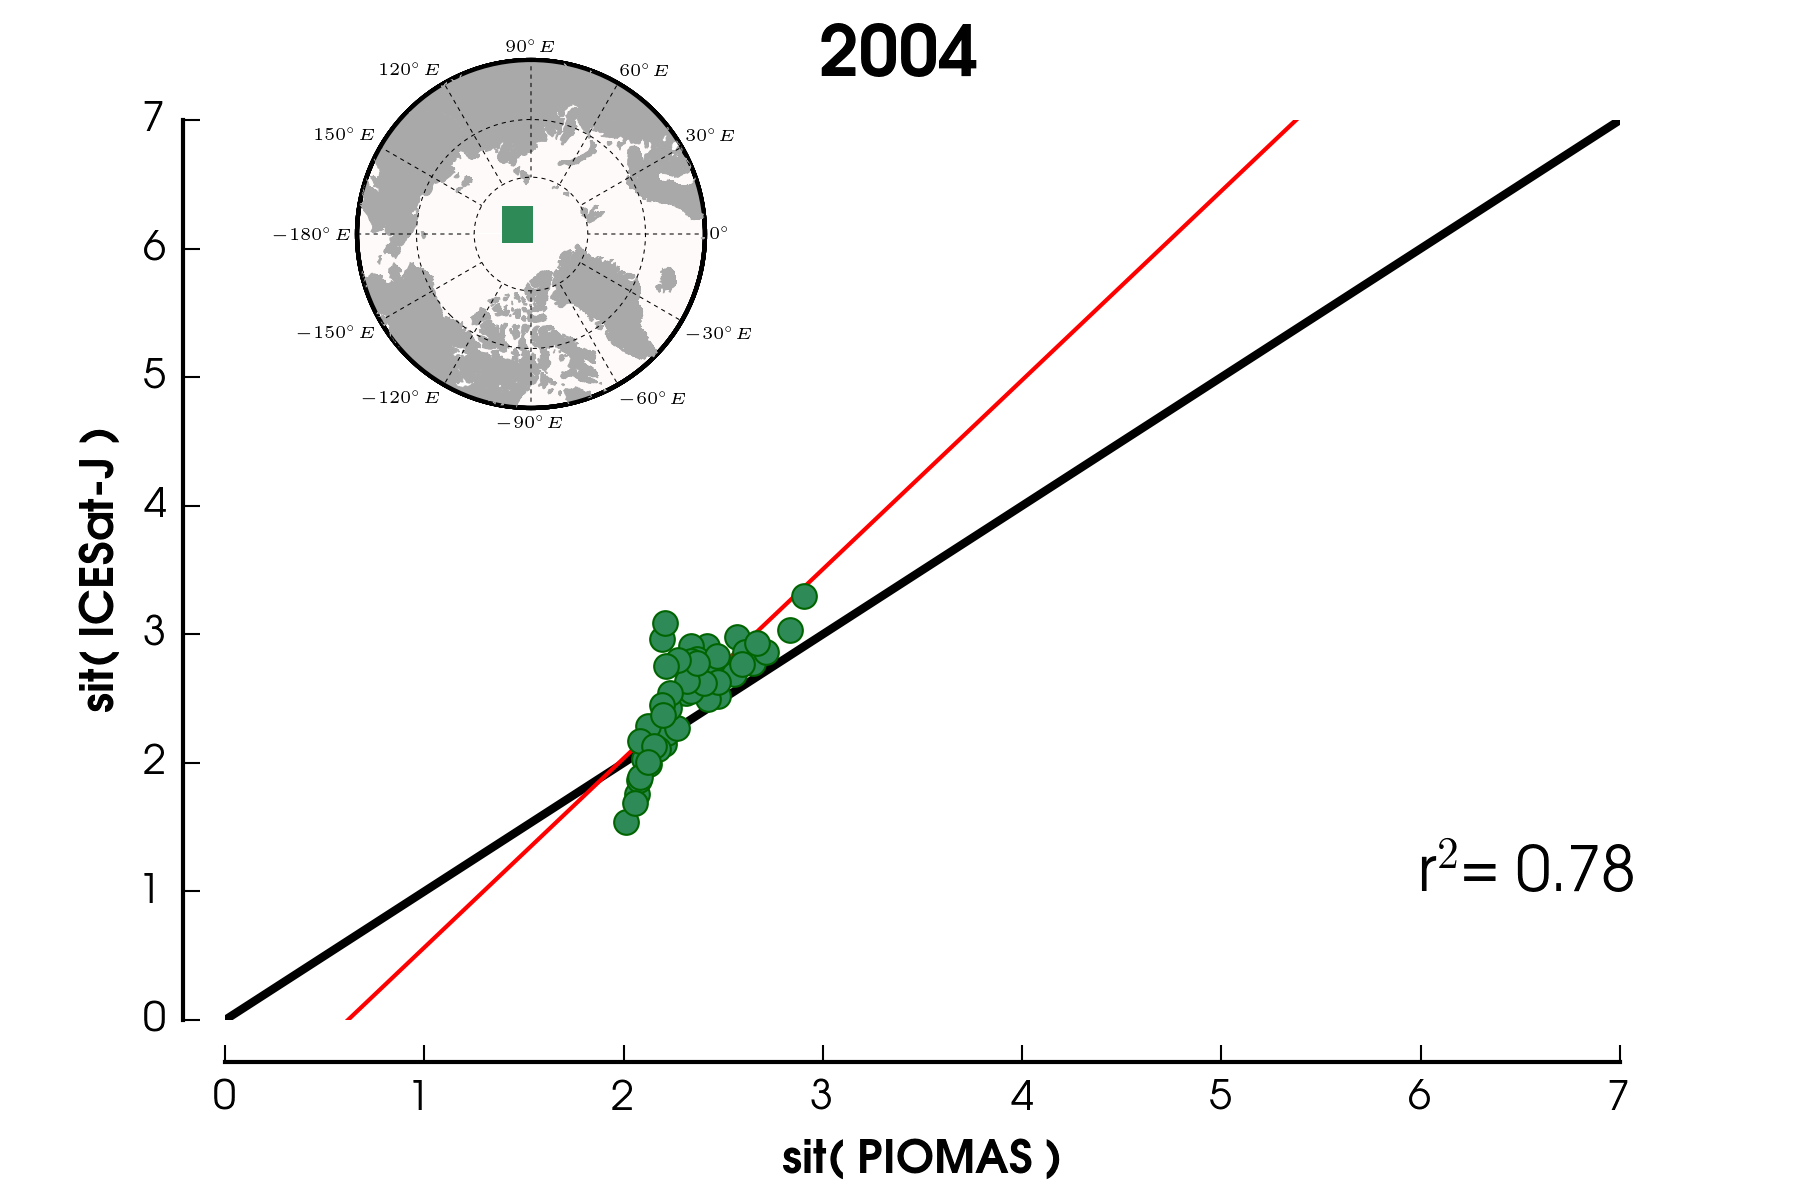 2004
90° E
120° E
60° E
150° E
30° E
−180° E
0°
−150° E
−30° E
−120° E
−60° E
−90° E
7
6
5
4
3
2
1
0
sit( ICESat-J )
r²= 0.78
0 1 2 3 4 5 6 7
sit( PIOMAS )